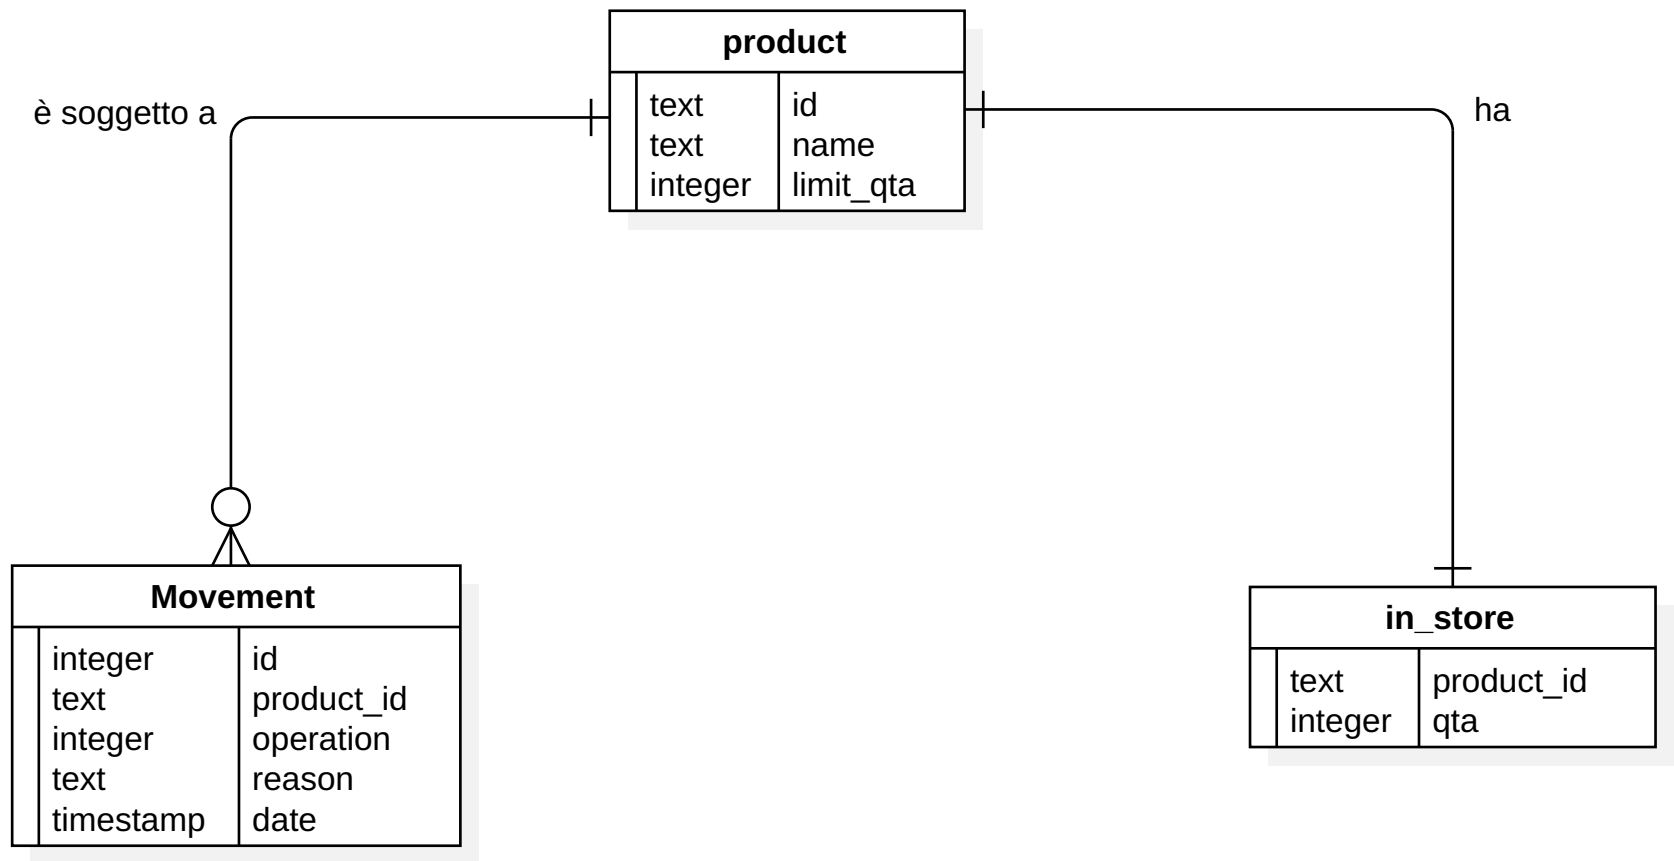 product
text id
text name
integer limit_qta
è soggetto a
ha
Movement
integer id
text product_id
integer operation
text reason
timestamp date
in_store
text product_id
integer qta